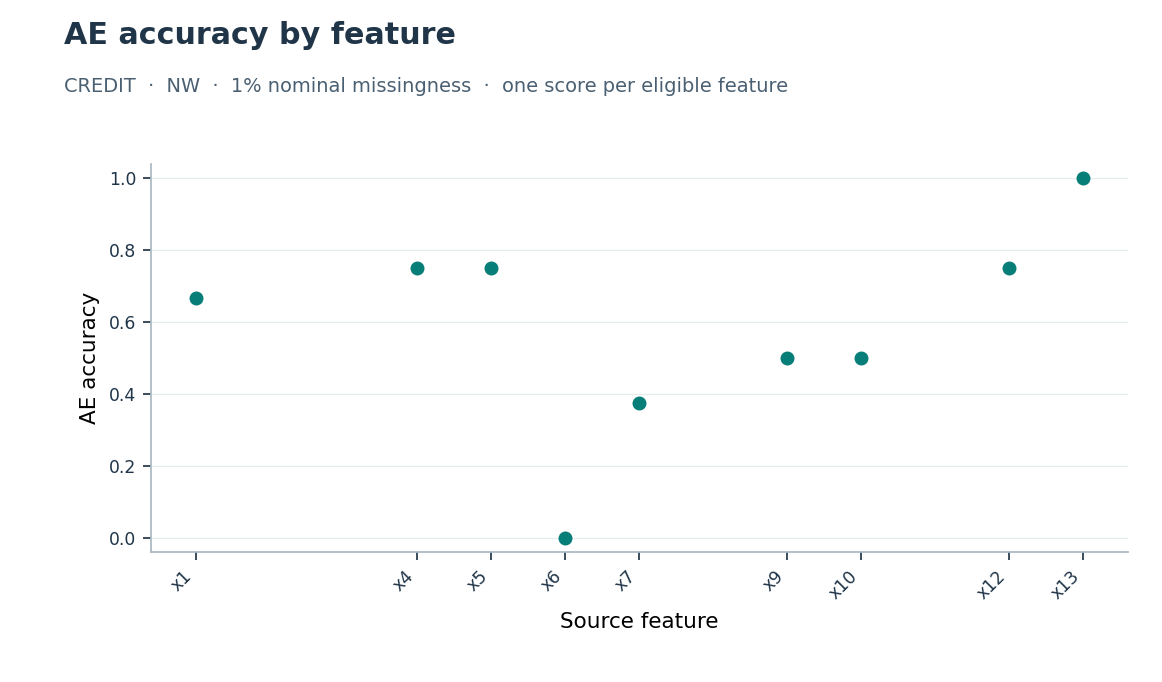 AE accuracy by feature
CREDIT · NW · 1% nominal missingness · one score per eligible feature
1.0
0.8
0.6
0.4
0.2
0.0
AE accuracy
x1 x4 x5 x6 x7 x9 x10 x12 x13
Source feature